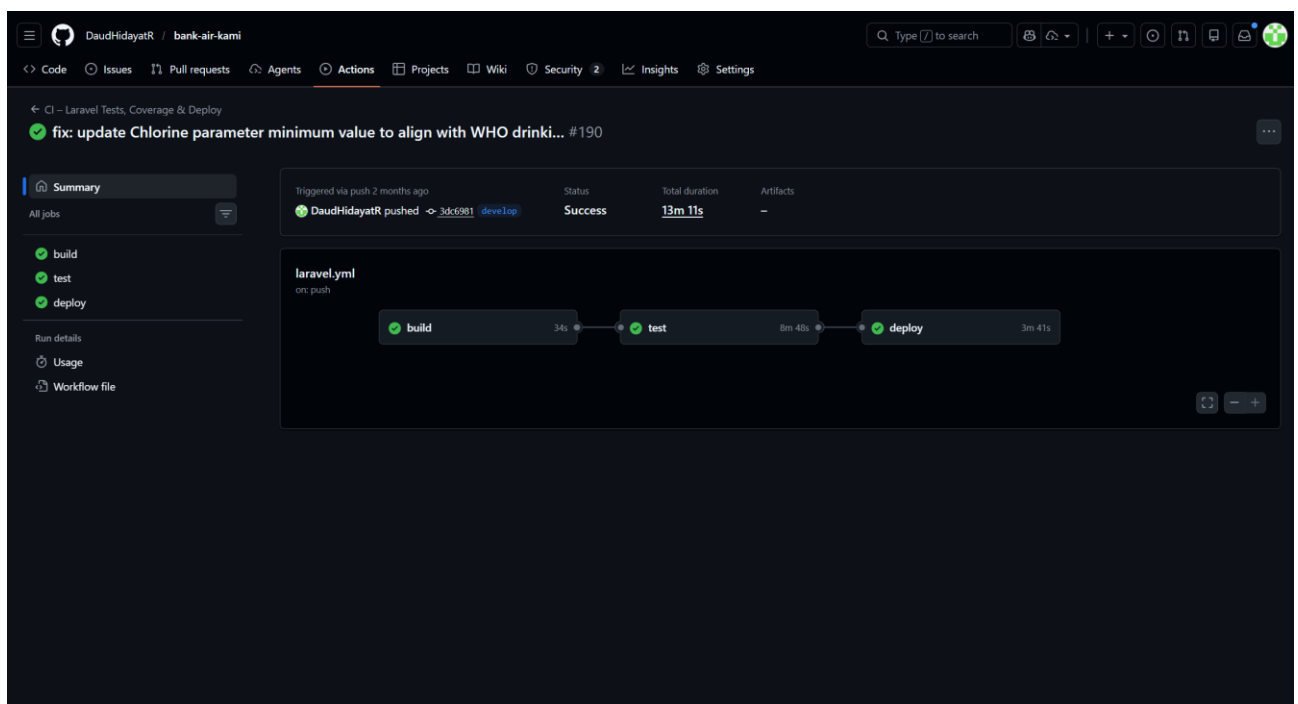 DaudHidayatR / bank-air-kami
Type / to search
Code Issues Pull requests Agents Actions Projects Wiki Security 2 Insights Settings
CI – Laravel Tests, Coverage & Deploy
fix: update Chlorine parameter minimum value to align with WHO drinki... #190
Summary
All jobs
build
test
deploy
Run details
Usage
Workflow file
Triggered via push 2 months ago
DaudHidayatR pushed 3dc6981 develop
Status
Success
Total duration
13m 11s
Artifacts
–
laravel.yml
on: push
build 34s
test 8m 48s
deploy 3m 41s